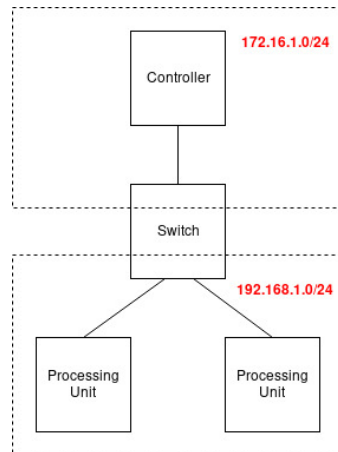 172.16.1.0/24
Controller
Switch
192.168.1.0/24
Processing
Unit
Processing
Unit